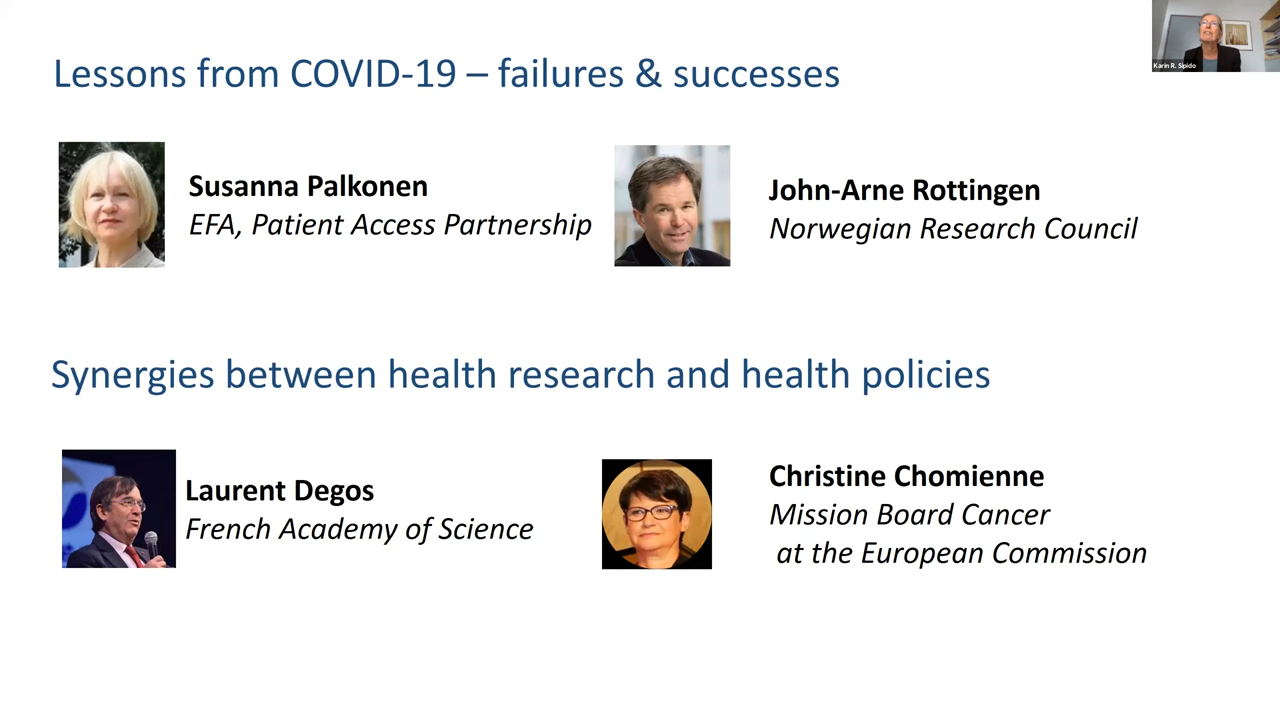 Lessons from COVID-19 – failures & successes
Karin R. Sipido
Susanna Palkonen
EFA, Patient Access Partnership
John-Arne Rottingen
Norwegian Research Council
Synergies between health research and health policies
Laurent Degos
French Academy of Science
Christine Chomienne
Mission Board Cancer
at the European Commission